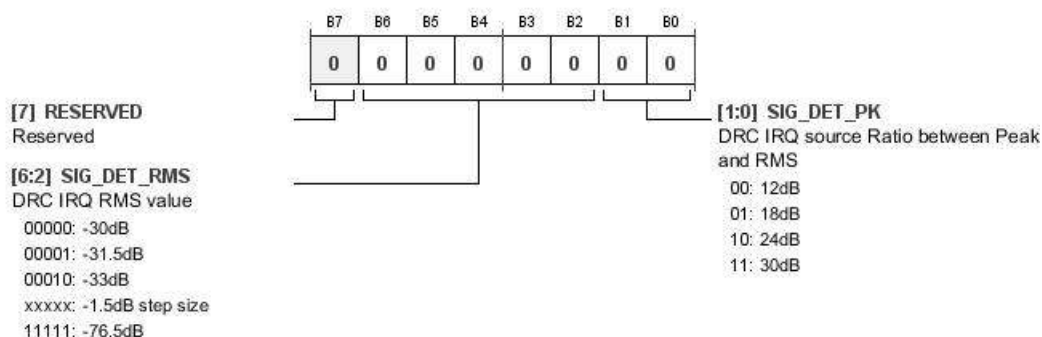 B7 B6 B5 B4 B3 B2 B1 B0
0 0 0 0 0 0 0 0
[7] RESERVED
Reserved
[6:2] SIG_DET_RMS
DRC IRQ RMS value
00000: -30dB
00001: -31.5dB
00010: -33dB
xxxxx: -1.5dB step size
11111: -76.5dB
[1:0] SIG_DET_PK
DRC IRQ source Ratio between Peak
and RMS
00: 12dB
01: 18dB
10: 24dB
11: 30dB